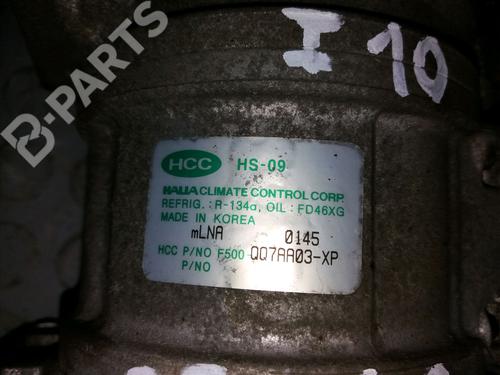 B-PARTS
I 10
HCC HS-09
HALLA CLIMATE CONTROL CORP.
REFRIG.: R-134a, OIL: FD46XG
MADE IN KOREA
mLNA 0145
HCC P/NO F500 QQ7AA03-XP
P/NO